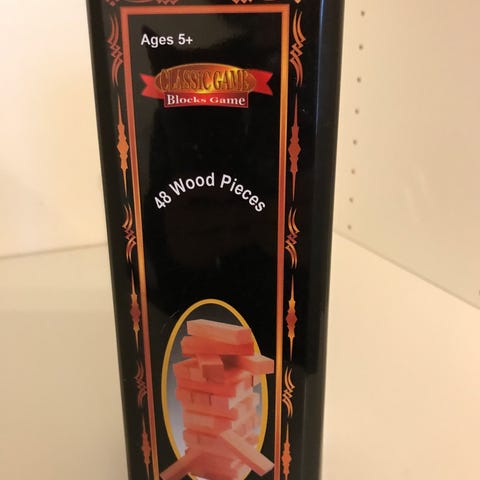 Ages 5+
CLASSIC GAME
Blocks Game
48 Wood Pieces